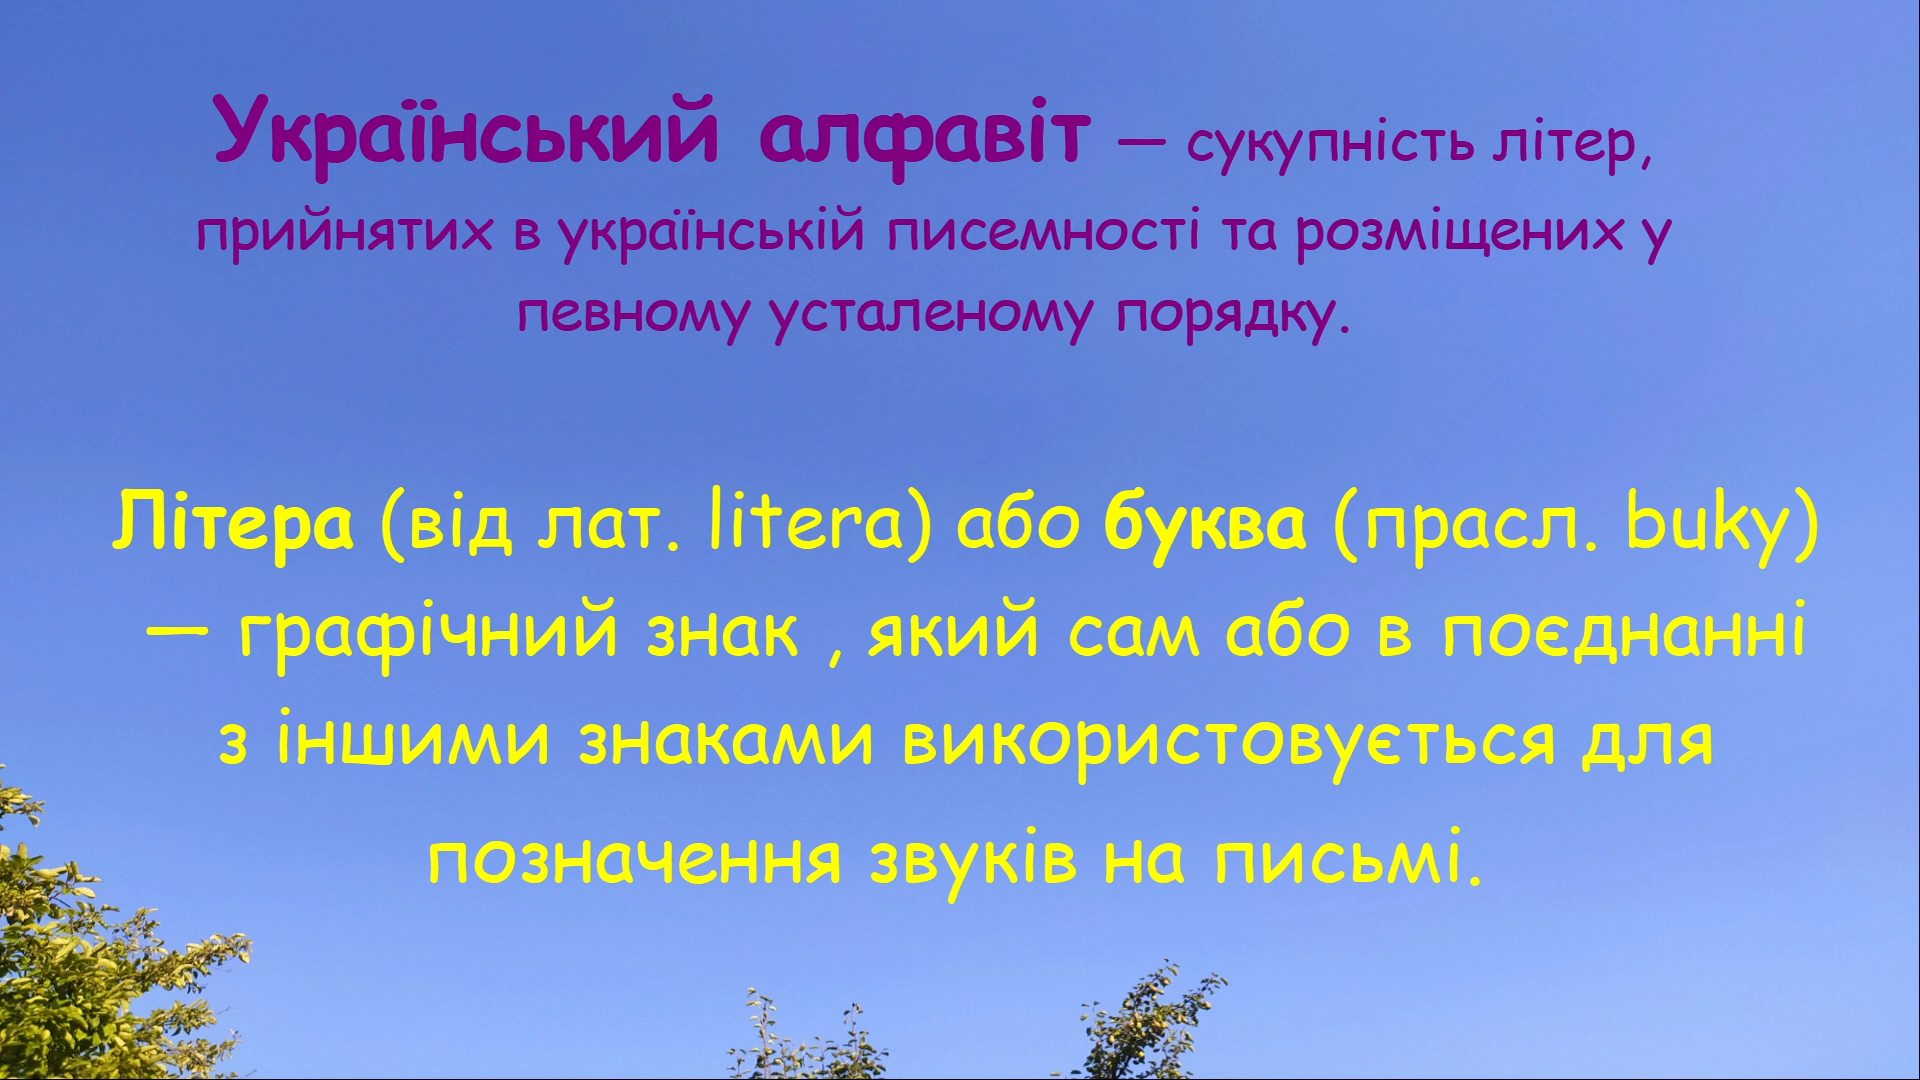 Український алфавіт — сукупність літер,
прийнятих в українській писемності та розміщених у
певному усталеному порядку.
Літера (від лат. litera) або буква (прасл. buky)
— графічний знак , який сам або в поєднанні
з іншими знаками використовується для
позначення звуків на письмі.